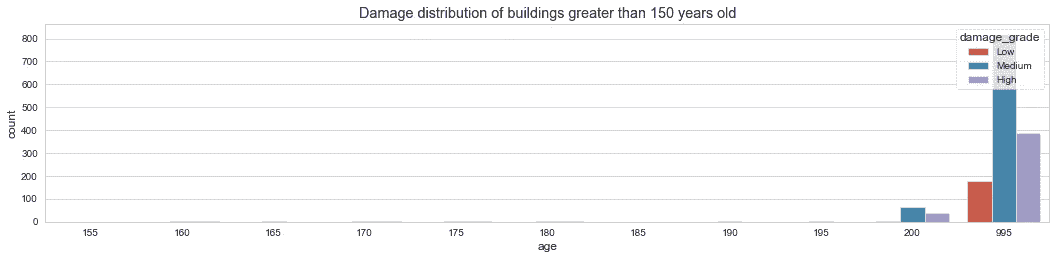 Damage distribution of buildings greater than 150 years old
800
700
600
500
400
300
200
100
0
count
damage_grade
Low
Medium
High
155 160 165 170 175 180 185 190 195 200 995
age